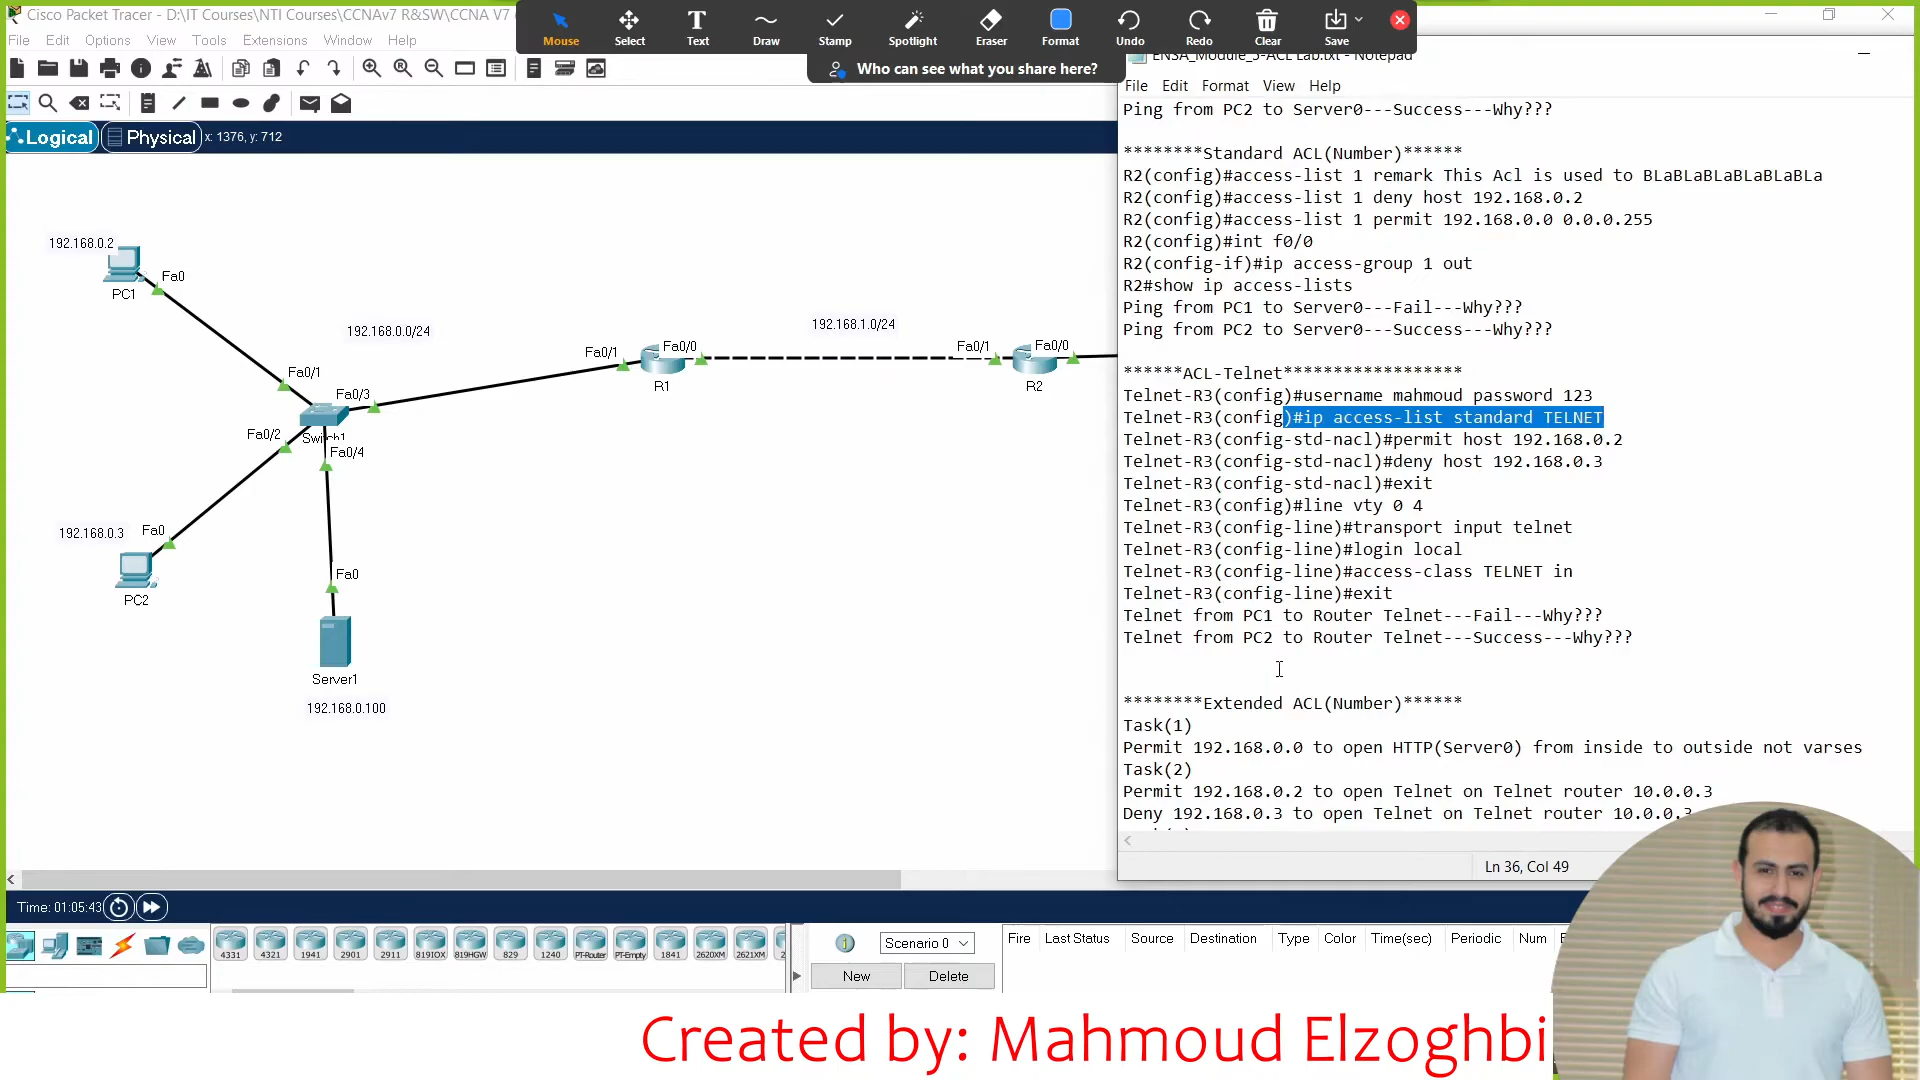 Cisco Packet Tracer - D:\IT Courses\NTI Courses\CCNAv7 R&SW\CCNA V7
File Edit Options View Tools Extensions Window Help
Mouse Select Text Draw Stamp Spotlight Eraser Format Undo Redo Clear Save
Who can see what you share here?
Logical Physical x: 1376, y: 712
192.168.0.2
Fa0
PC1
192.168.0.0/24
Fa0/1
Fa0/3
Fa0/2
Switch1
Fa0/4
192.168.0.3
Fa0
PC2
Fa0
Server1
192.168.0.100
Fa0/1
Fa0/0
R1
192.168.1.0/24
Fa0/1
Fa0/0
R2
ENSA_Module_5-ACL Lab.txt - Notepad
File Edit Format View Help
Ping from PC2 to Server0---Success---Why???
********Standard ACL(Number)******
R2(config)#access-list 1 remark This Acl is used to BLaBLaBLaBLaBLaBLa
R2(config)#access-list 1 deny host 192.168.0.2
R2(config)#access-list 1 permit 192.168.0.0 0.0.0.255
R2(config)#int f0/0
R2(config-if)#ip access-group 1 out
R2#show ip access-lists
Ping from PC1 to Server0---Fail---Why???
Ping from PC2 to Server0---Success---Why???
******ACL-Telnet******************
Telnet-R3(config)#username mahmoud password 123
Telnet-R3(config)#ip access-list standard TELNET
Telnet-R3(config-std-nacl)#permit host 192.168.0.2
Telnet-R3(config-std-nacl)#deny host 192.168.0.3
Telnet-R3(config-std-nacl)#exit
Telnet-R3(config)#line vty 0 4
Telnet-R3(config-line)#transport input telnet
Telnet-R3(config-line)#login local
Telnet-R3(config-line)#access-class TELNET in
Telnet-R3(config-line)#exit
Telnet from PC1 to Router Telnet---Fail---Why???
Telnet from PC2 to Router Telnet---Success---Why???
********Extended ACL(Number)******
Task(1)
Permit 192.168.0.0 to open HTTP(Server0) from inside to outside not varses
Task(2)
Permit 192.168.0.2 to open Telnet on Telnet router 10.0.0.3
Deny 192.168.0.3 to open Telnet on Telnet router 10.0.0.3
Ln 36, Col 49
Time: 01:05:43
4331 4321 1941 2901 2911 819IOX 819HGW 829 1240 PT-Router PT-Empty 1841 2620XM 2621XM
1 Scenario 0
New Delete
Fire Last Status Source Destination Type Color Time(sec) Periodic Num
Created by: Mahmoud Elzoghbi